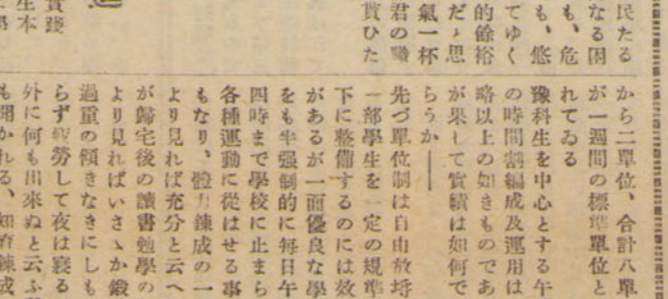 民たる
なる困
も、危
も、悠
てゆく
的餘裕
だゝ思
氣一杯
君の
貫ひた
から二單位、合計八單
が一週間の標準單位と
れてゐる
豫科生を中心とする午
の時間割編成及運用は
略以上の如きものであ
が果して實績は如何で
らうか――
先づ單位制は自由放埓
一部學生を一定の規準
下に整備するのには效
があるが一面優良な學
をも半强制的に每日午
四時まで學校に止まら
各種運動に從はせる事
もなり、體力錬成の一
より見れば充分と云へ
が歸宅後の讀書勉學の
より見ればいさゝか鍛
過重の傾きなきにしも
らず疲勞して夜は寢る
外に何も出來ぬと云ふ
も聞かれる、知育錬成
實踐
生本